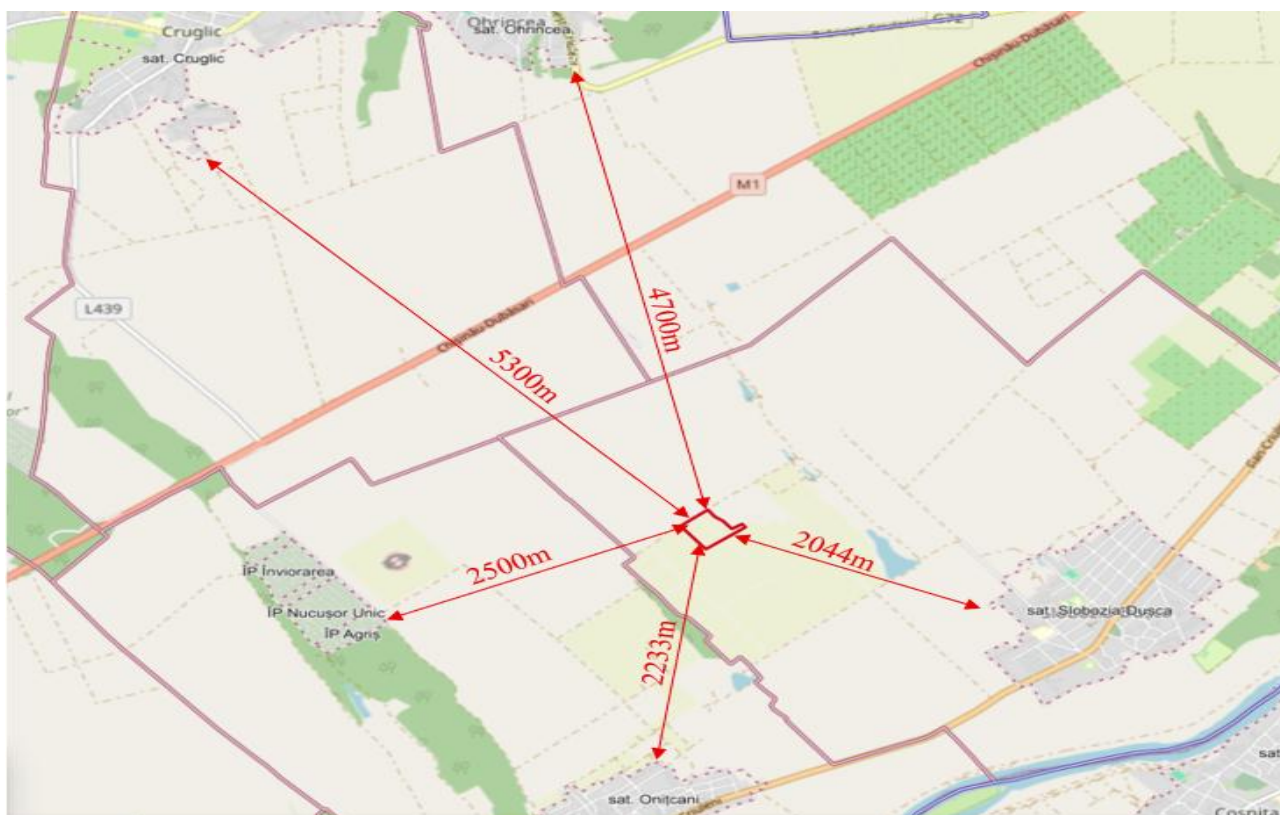 Cruglic
sat. Cruglic
Ohrincea
sat. Ohrincea
Chișinău-Dubăsari
M1
L439
Chișinău-Dubăsari
4700m
5300m
2500m
2044m
2233m
ÎP Înviorarea
ÎP Nucușor Unic
ÎP Agriș
sat. Slobozia-Dușca
sat. Onițcani
sat